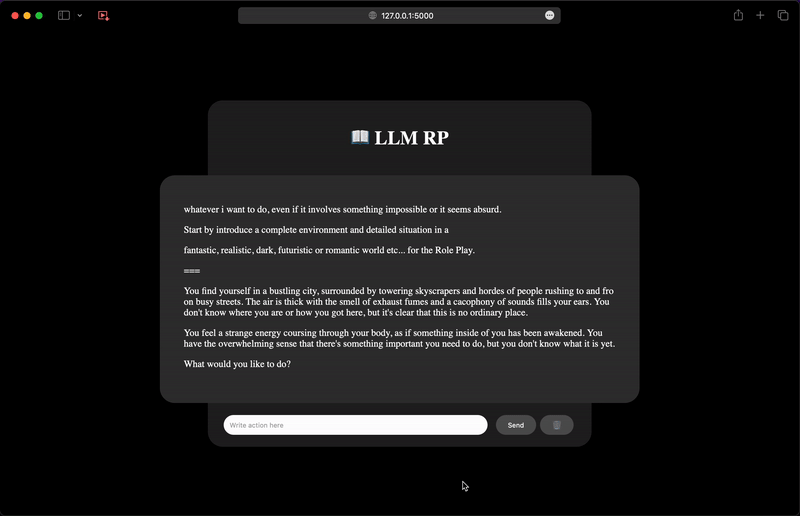 127.0.0.1:5000
📖 LLM RP
whatever i want to do, even if it involves something impossible or it seems absurd.
Start by introduce a complete environment and detailed situation in a
fantastic, realistic, dark, futuristic or romantic world etc... for the Role Play.
===
You find yourself in a bustling city, surrounded by towering skyscrapers and hordes of people rushing to and fro
on busy streets. The air is thick with the smell of exhaust fumes and a cacophony of sounds fills your ears. You
don't know where you are or how you got here, but it's clear that this is no ordinary place.
You feel a strange energy coursing through your body, as if something inside of you has been awakened. You
have the overwhelming sense that there's something important you need to do, but you don't know what it is yet.
What would you like to do?
Write action here
Send